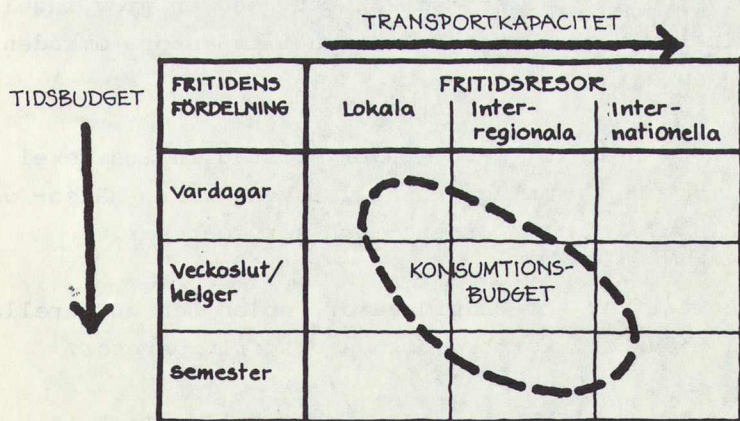 TRANSPORTKAPACITET
TIDSBUDGET
FRITIDENS
FÖRDELNING
FRITIDSRESOR
Lokala
Inter-
regionala
Inter-
nationella
Vardagar
Veckoslut/
helger
KONSUMTIONS-
BUDGET
Semester